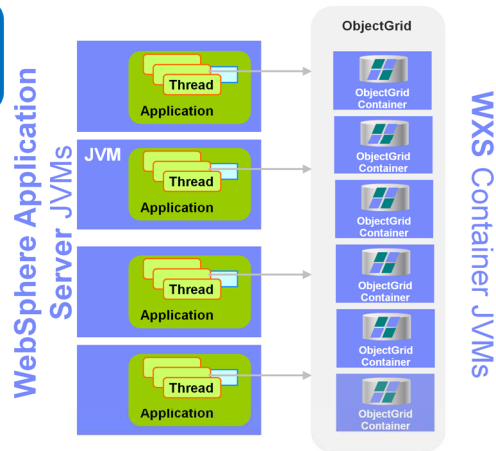 ObjectGrid
WebSphere Application
Server JVMs
Thread
Application
JVM
Thread
Application
Thread
Application
Thread
Application
ObjectGrid
Container
ObjectGrid
Container
ObjectGrid
Container
ObjectGrid
Container
ObjectGrid
Container
ObjectGrid
Container
WXS Container JVMs